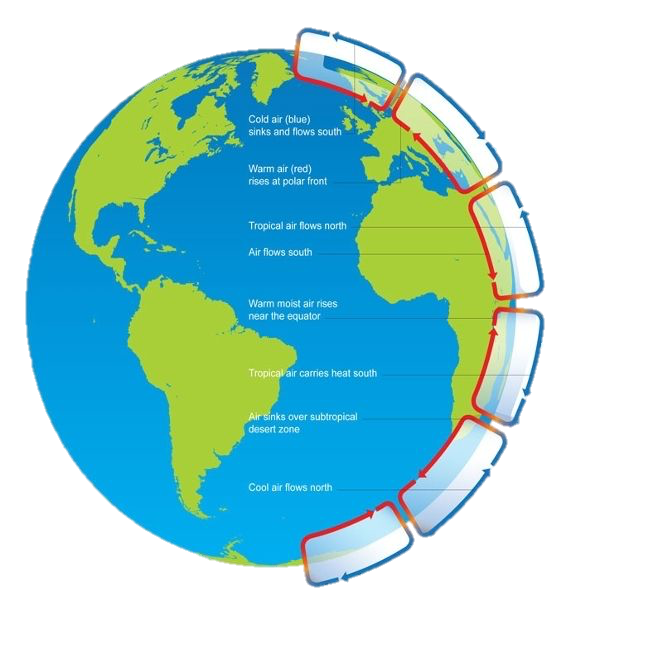 Cold air (blue)
sinks and flows south
Warm air (red)
rises at polar front
Tropical air flows north
Air flows south
Warm moist air rises
near the equator
Tropical air carries heat south
Air sinks over subtropical
desert zone
Cool air flows north